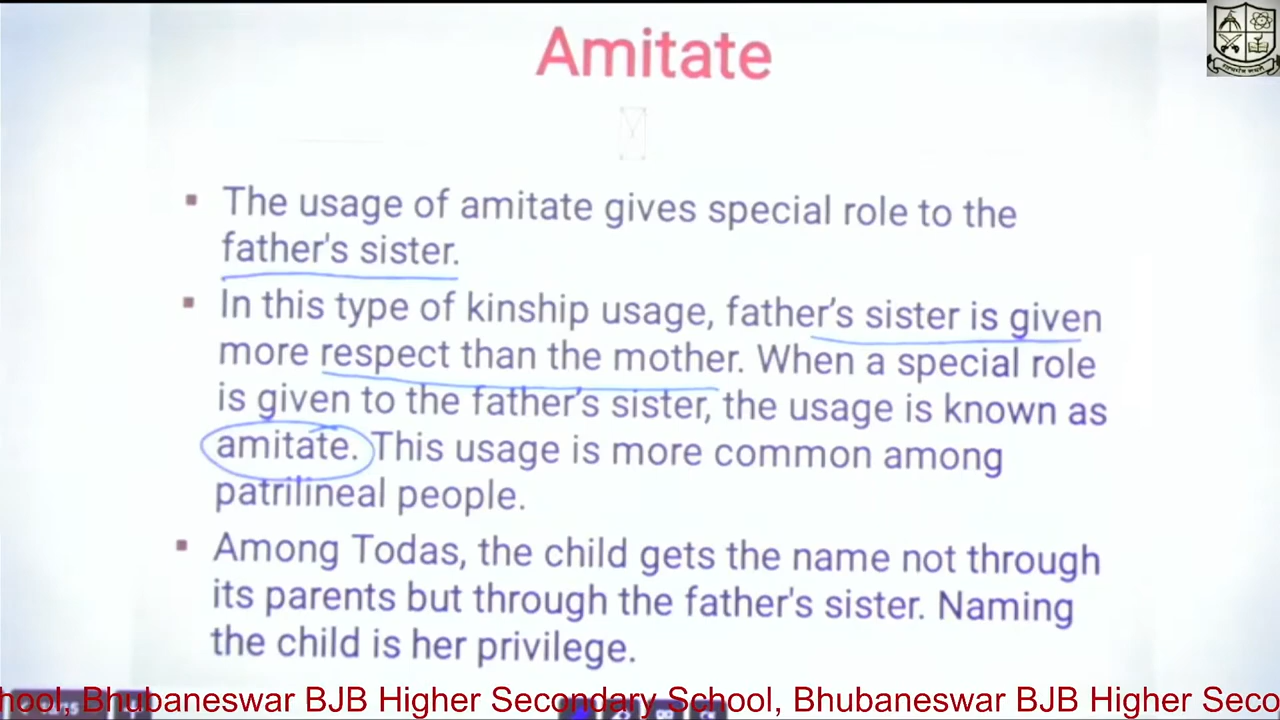 Amitate
The usage of amitate gives special role to the
father's sister.
In this type of kinship usage, father's sister is given
more respect than the mother. When a special role
is given to the father's sister, the usage is known as
amitate. This usage is more common among
patrilineal people.
Among Todas, the child gets the name not through
its parents but through the father's sister. Naming
the child is her privilege.
hool, Bhubaneswar BJB Higher Secondary School, Bhubaneswar BJB Higher Seco